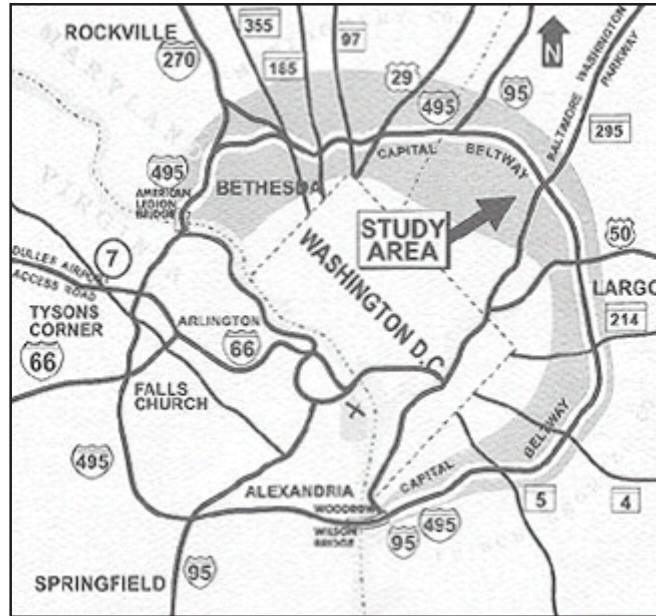 ROCKVILLE
270
355
185
97
29
495
95
N
BALTIMORE WASHINGTON
PARKWAY
295
MARYLAND
VIRGINIA
495
AMERICAN
LEGION
BRIDGE
BETHESDA
CAPITAL
BELTWAY
STUDY
AREA
50
LARGO
214
WASHINGTON D.C
7
DULLES AIRPORT
ACCESS ROAD
TYSONS
CORNER
66
ARLINGTON
66
FALLS
CHURCH
495
ALEXANDRIA
WOODROW
WILSON
BRIDGE
CAPITAL
BELTWAY
95
495
5
4
SPRINGFIELD
95